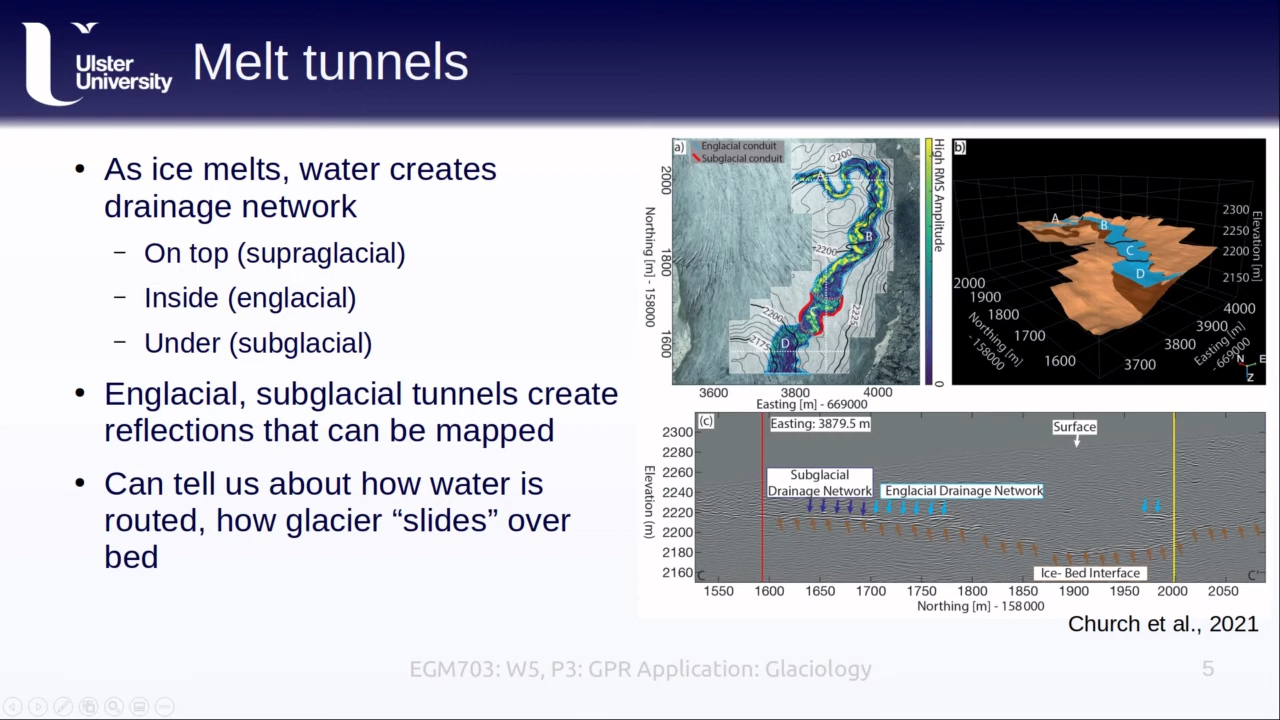 Ulster
University
Melt tunnels
• As ice melts, water creates
drainage network
– On top (supraglacial)
– Inside (englacial)
– Under (subglacial)
• Englacial, subglacial tunnels create
reflections that can be mapped
• Can tell us about how water is
routed, how glacier “slides” over
bed
a)
Englacial conduit
Subglacial conduit
2200
A
B
2200
2225
2200
2175
D
2000
1800
1600
Northing [m] - 158000
3600 3800 4000
Easting [m] - 669000
High RMS Amplitude
0
b)
A
B
C
D
2300
2250
2200
2150
Elevation [m]
2000
1900
1800
1700
1600
Northing [m]
- 158000
4000
3900
3800
3700
Easting [m]
- 669000
N
E
Z
(c)
Easting: 3879.5 m
Surface
Subglacial
Drainage Network
Englacial Drainage Network
Ice- Bed Interface
C
C'
2300
2280
2260
2240
2220
2200
2180
2160
Elevation (m)
1550 1600 1650 1700 1750 1800 1850 1900 1950 2000 2050
Northing [m] - 158000
Church et al., 2021
EGM703: W5, P3: GPR Application: Glaciology
5